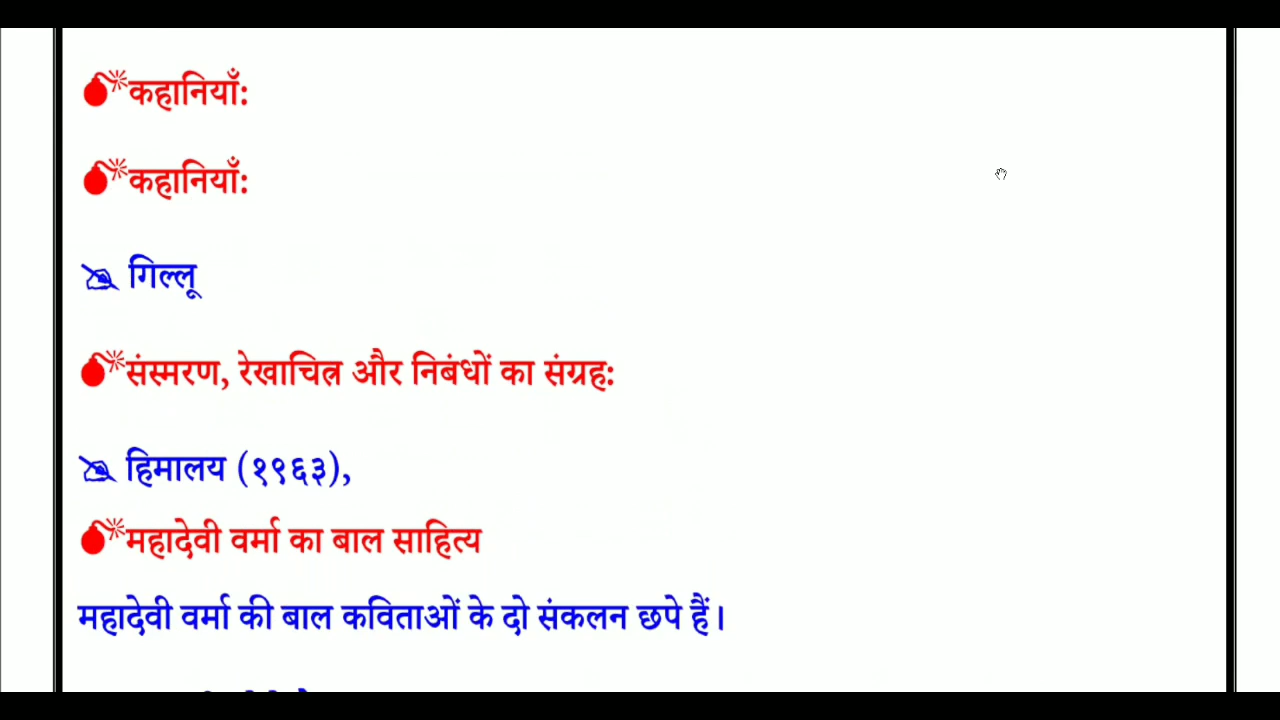 कहानियाँ:
कहानियाँ:
गिल्लू
संस्मरण, रेखाचित्र और निबंधों का संग्रह:
हिमालय (१९६३),
महादेवी वर्मा का बाल साहित्य
महादेवी वर्मा की बाल कविताओं के दो संकलन छपे हैं।